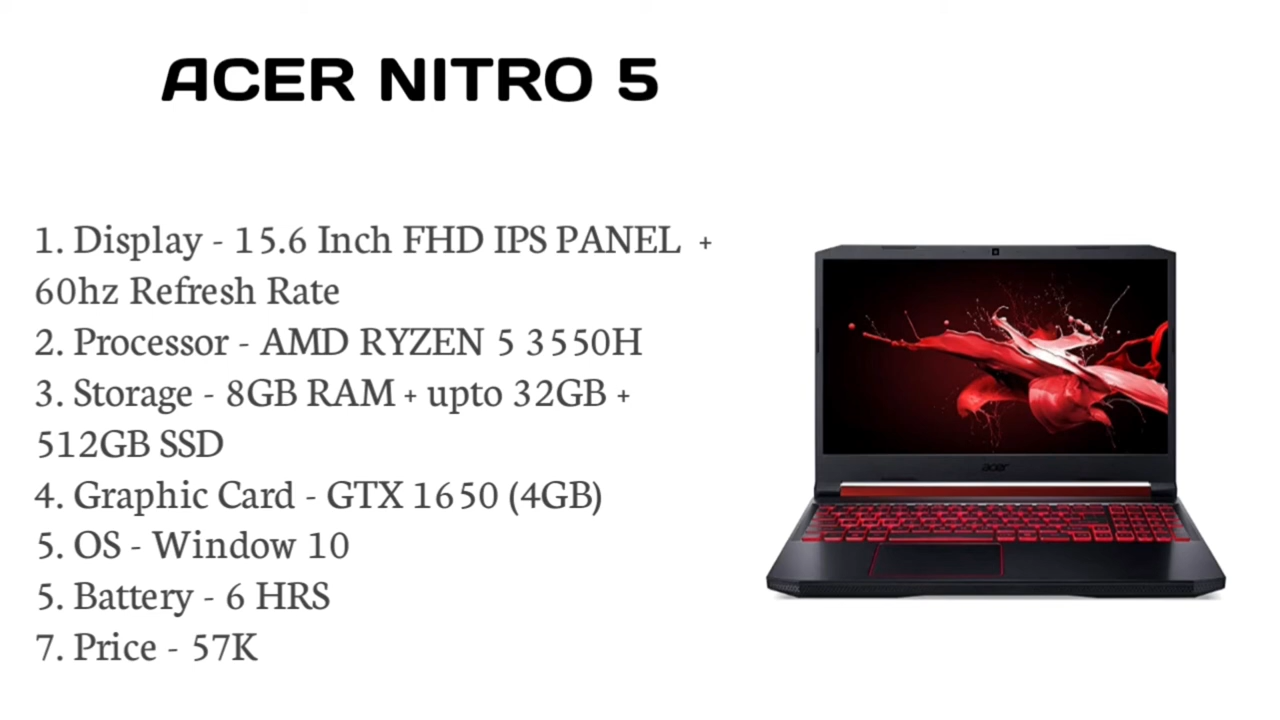 ACER NITRO 5
1. Display - 15.6 Inch FHD IPS PANEL +
60hz Refresh Rate
2. Processor - AMD RYZEN 5 3550H
3. Storage - 8GB RAM + upto 32GB +
512GB SSD
4. Graphic Card - GTX 1650 (4GB)
5. OS - Window 10
5. Battery - 6 HRS
7. Price - 57K
acer